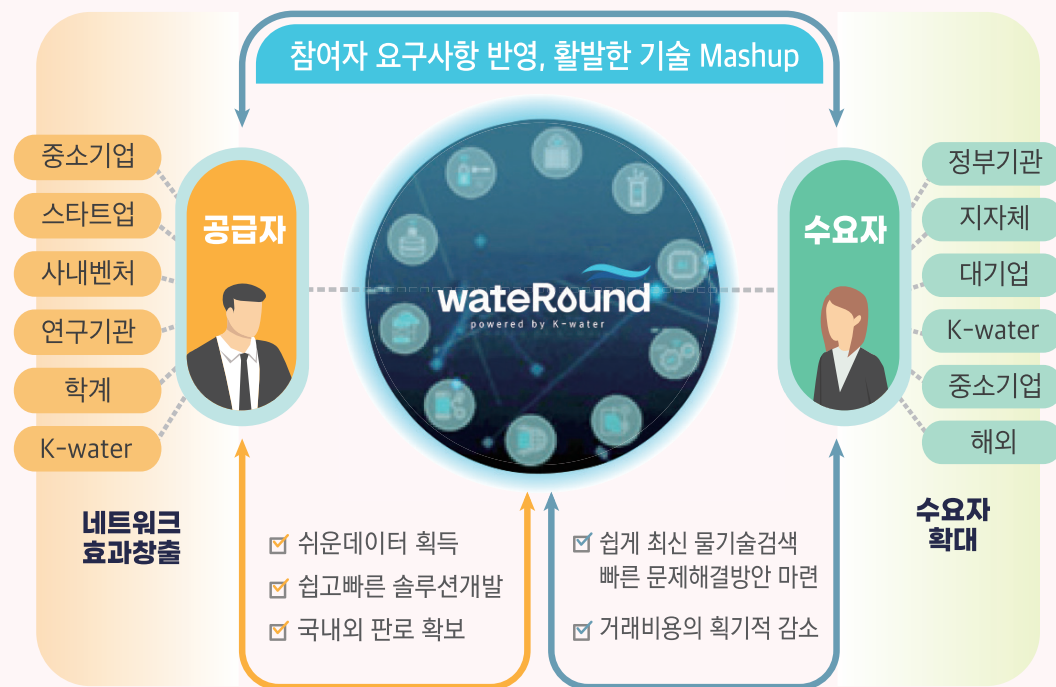 참여자 요구사항 반영, 활발한 기술 Mashup
중소기업
스타트업
사내벤처
연구기관
학계
K-water
공급자
wateRound
powered by K-water
수요자
정부기관
지자체
대기업
K-water
중소기업
해외
네트워크
효과창출
쉬운데이터 획득
쉽고빠른 솔루션개발
국내외 판로 확보
쉽게 최신 물기술검색
빠른 문제해결방안 마련
거래비용의 획기적 감소
수요자
확대